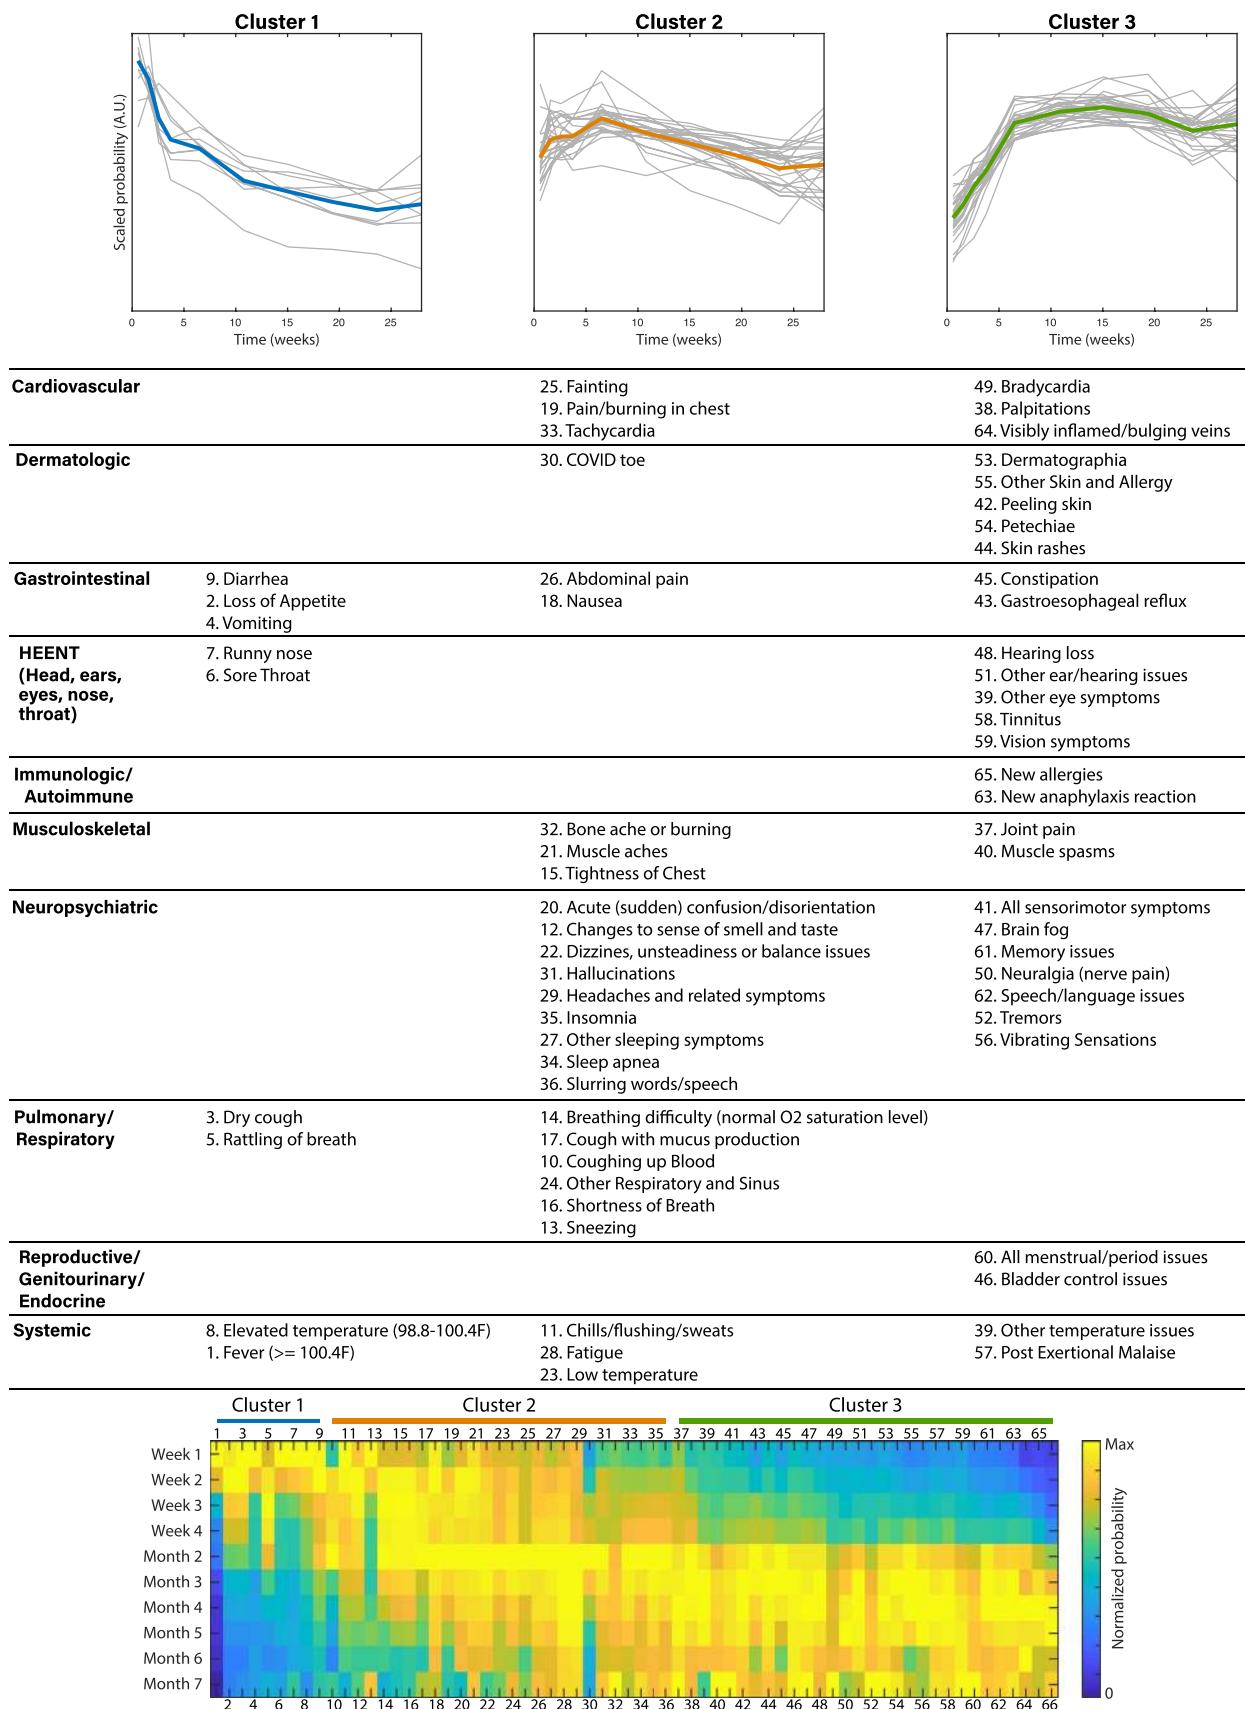 Cluster 1
Cluster 2
Cluster 3
Scaled probability (A.U.)
0 5 10 15 20 25
0 5 10 15 20 25
0 5 10 15 20 25
Time (weeks)
Time (weeks)
Time (weeks)
Cardiovascular
25. Fainting
19. Pain/burning in chest
33. Tachycardia
49. Bradycardia
38. Palpitations
64. Visibly inflamed/bulging veins
Dermatologic
30. COVID toe
53. Dermatographia
55. Other Skin and Allergy
42. Peeling skin
54. Petechiae
44. Skin rashes
Gastrointestinal
9. Diarrhea
2. Loss of Appetite
4. Vomiting
26. Abdominal pain
18. Nausea
45. Constipation
43. Gastroesophageal reflux
HEENT
(Head, ears,
eyes, nose,
throat)
7. Runny nose
6. Sore Throat
48. Hearing loss
51. Other ear/hearing issues
39. Other eye symptoms
58. Tinnitus
59. Vision symptoms
Immunologic/
Autoimmune
65. New allergies
63. New anaphylaxis reaction
Musculoskeletal
32. Bone ache or burning
21. Muscle aches
15. Tightness of Chest
37. Joint pain
40. Muscle spasms
Neuropsychiatric
20. Acute (sudden) confusion/disorientation
12. Changes to sense of smell and taste
22. Dizzines, unsteadiness or balance issues
31. Hallucinations
29. Headaches and related symptoms
35. Insomnia
27. Other sleeping symptoms
34. Sleep apnea
36. Slurring words/speech
41. All sensorimotor symptoms
47. Brain fog
61. Memory issues
50. Neuralgia (nerve pain)
62. Speech/language issues
52. Tremors
56. Vibrating Sensations
Pulmonary/
Respiratory
3. Dry cough
5. Rattling of breath
14. Breathing difficulty (normal O2 saturation level)
17. Cough with mucus production
10. Coughing up Blood
24. Other Respiratory and Sinus
16. Shortness of Breath
13. Sneezing
Reproductive/
Genitourinary/
Endocrine
60. All menstrual/period issues
46. Bladder control issues
Systemic
8. Elevated temperature (98.8-100.4F)
1. Fever (>= 100.4F)
11. Chills/flushing/sweats
28. Fatigue
23. Low temperature
39. Other temperature issues
57. Post Exertional Malaise
Cluster 1
Cluster 2
Cluster 3
1 3 5 7 9 11 13 15 17 19 21 23 25 27 29 31 33 35 37 39 41 43 45 47 49 51 53 55 57 59 61 63 65
Week 1
Week 2
Week 3
Week 4
Month 2
Month 3
Month 4
Month 5
Month 6
Month 7
2 4 6 8 10 12 14 16 18 20 22 24 26 28 30 32 34 36 38 40 42 44 46 48 50 52 54 56 58 60 62 64 66
Max
Normalized probability
0